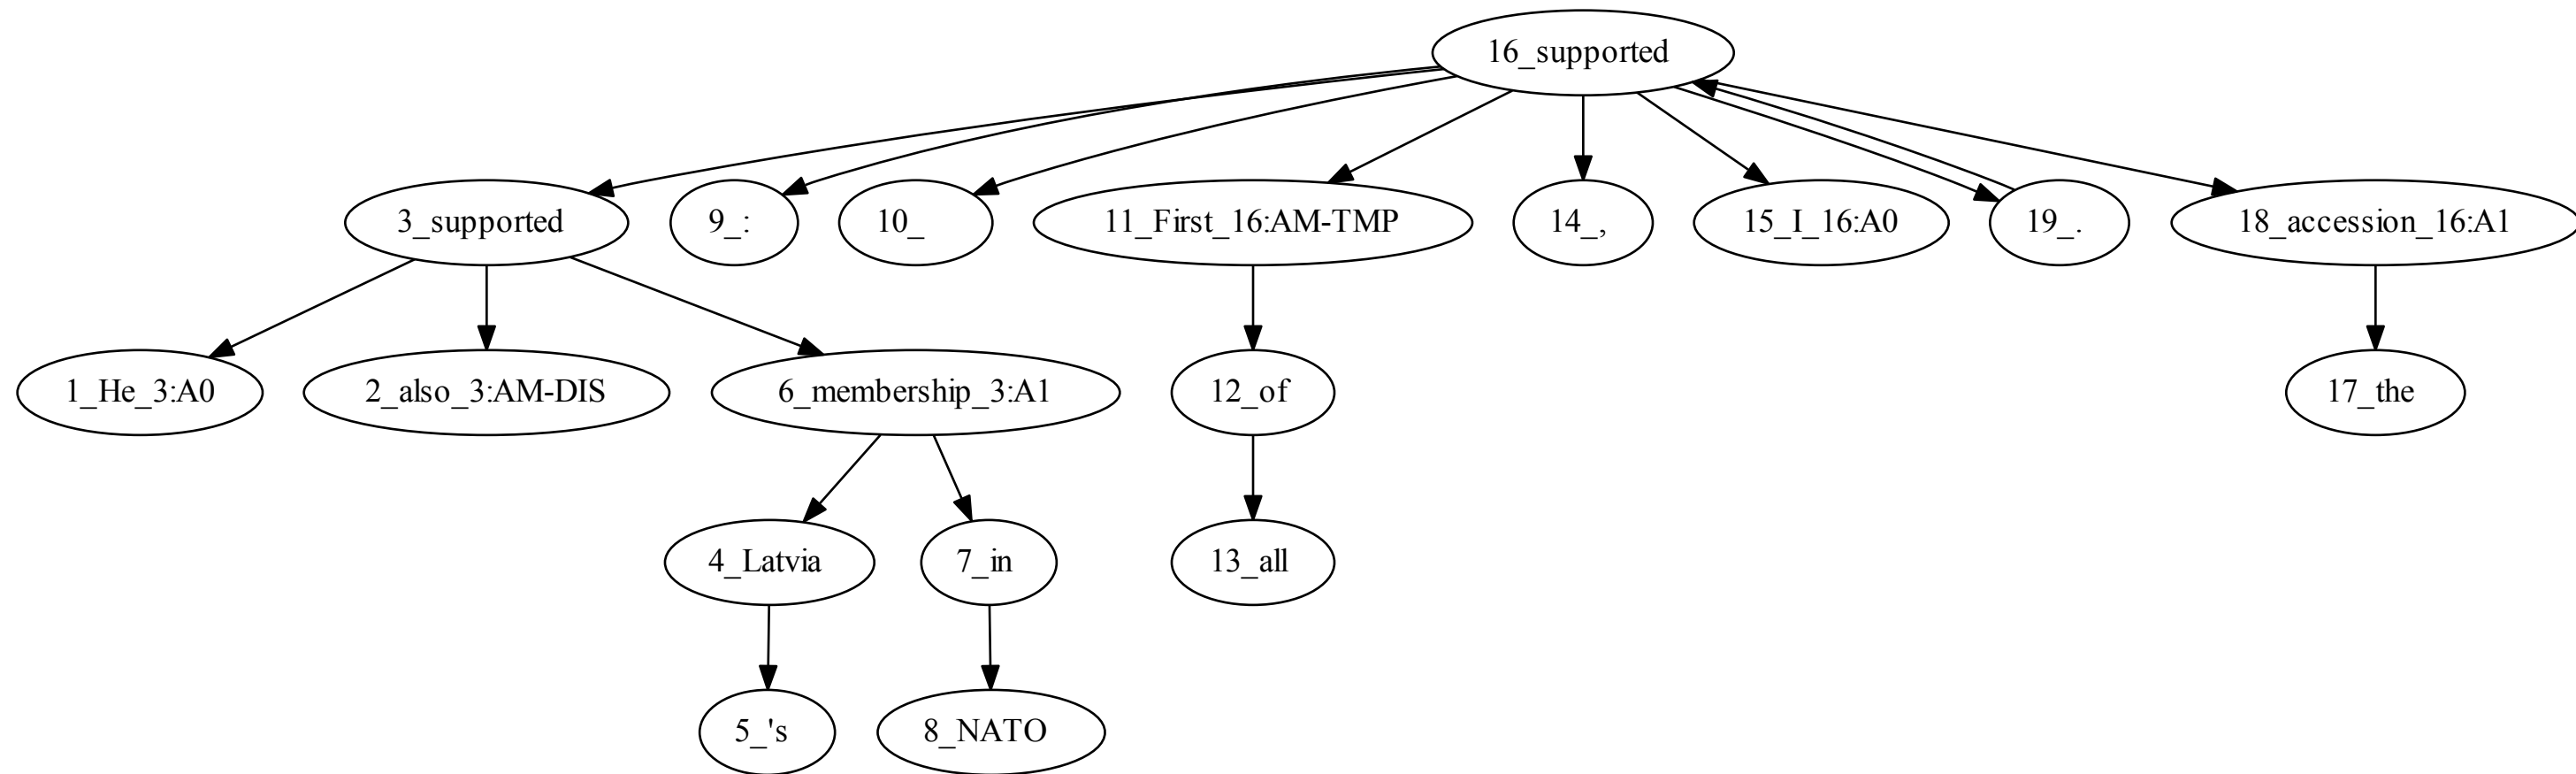 16_supported
3_supported
9_:
10_
11_First_16:AM-TMP
14_,
15_I_16:A0
19_.
18_accession_16:A1
1_He_3:A0
2_also_3:AM-DIS
6_membership_3:A1
12_of
17_the
4_Latvia
7_in
13_all
5_'s
8_NATO